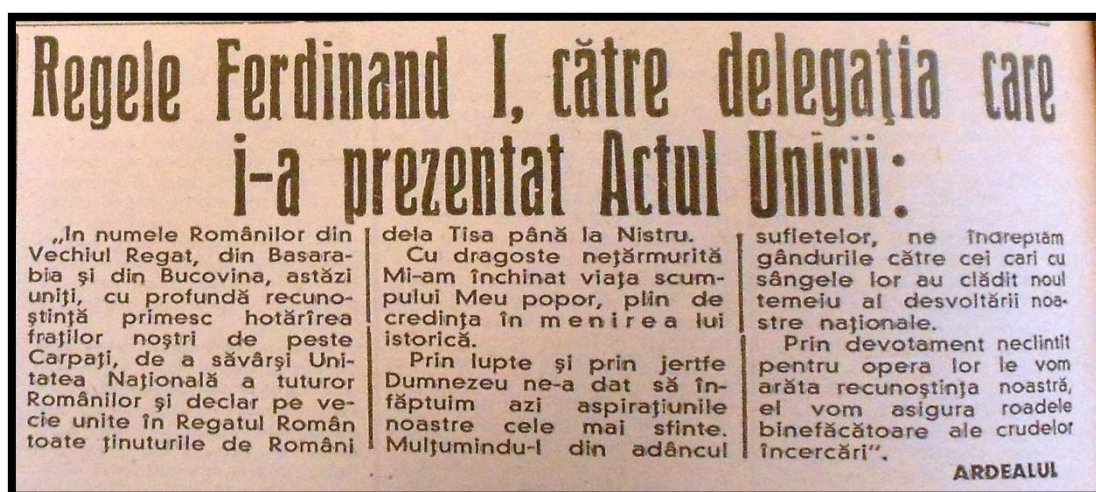 Regele Ferdinand I, către delegaţia care
i-a prezentat Actul Unirii:
„In numele Românilor din
Vechiul Regat, din Basara-
bia şi din Bucovina, astăzi
uniţi, cu profundă recuno-
ştinţă primesc hotărîrea
fraţilor noştri de peste
Carpaţi, de a săvârşi Uni-
tatea Naţională a tuturor
Românilor şi declar pe ve-
cie unite în Regatul Român
toate ţinuturile de Români
dela Tisa până la Nistru.
Cu dragoste neţărmurită
Mi-am închinat viaţa scum-
pului Meu popor, plin de
credinţa în menirea lui
istorică.
Prin lupte şi prin jertfe
Dumnezeu ne-a dat să în-
făptuim azi aspiraţiunile
noastre cele mai sfinte.
Mulţumindu-I din adâncul
sufletelor, ne îndreptăm
gândurile către cei cari cu
sângele lor au clădit noul
temeiu al desvoltării noa-
stre naţionale.
Prin devotament neclintit
pentru opera lor le vom
arăta recunoştinţa noastră,
ei vom asigura roadele
binefăcătoare ale crudelor
încercări”.
ARDEALUL